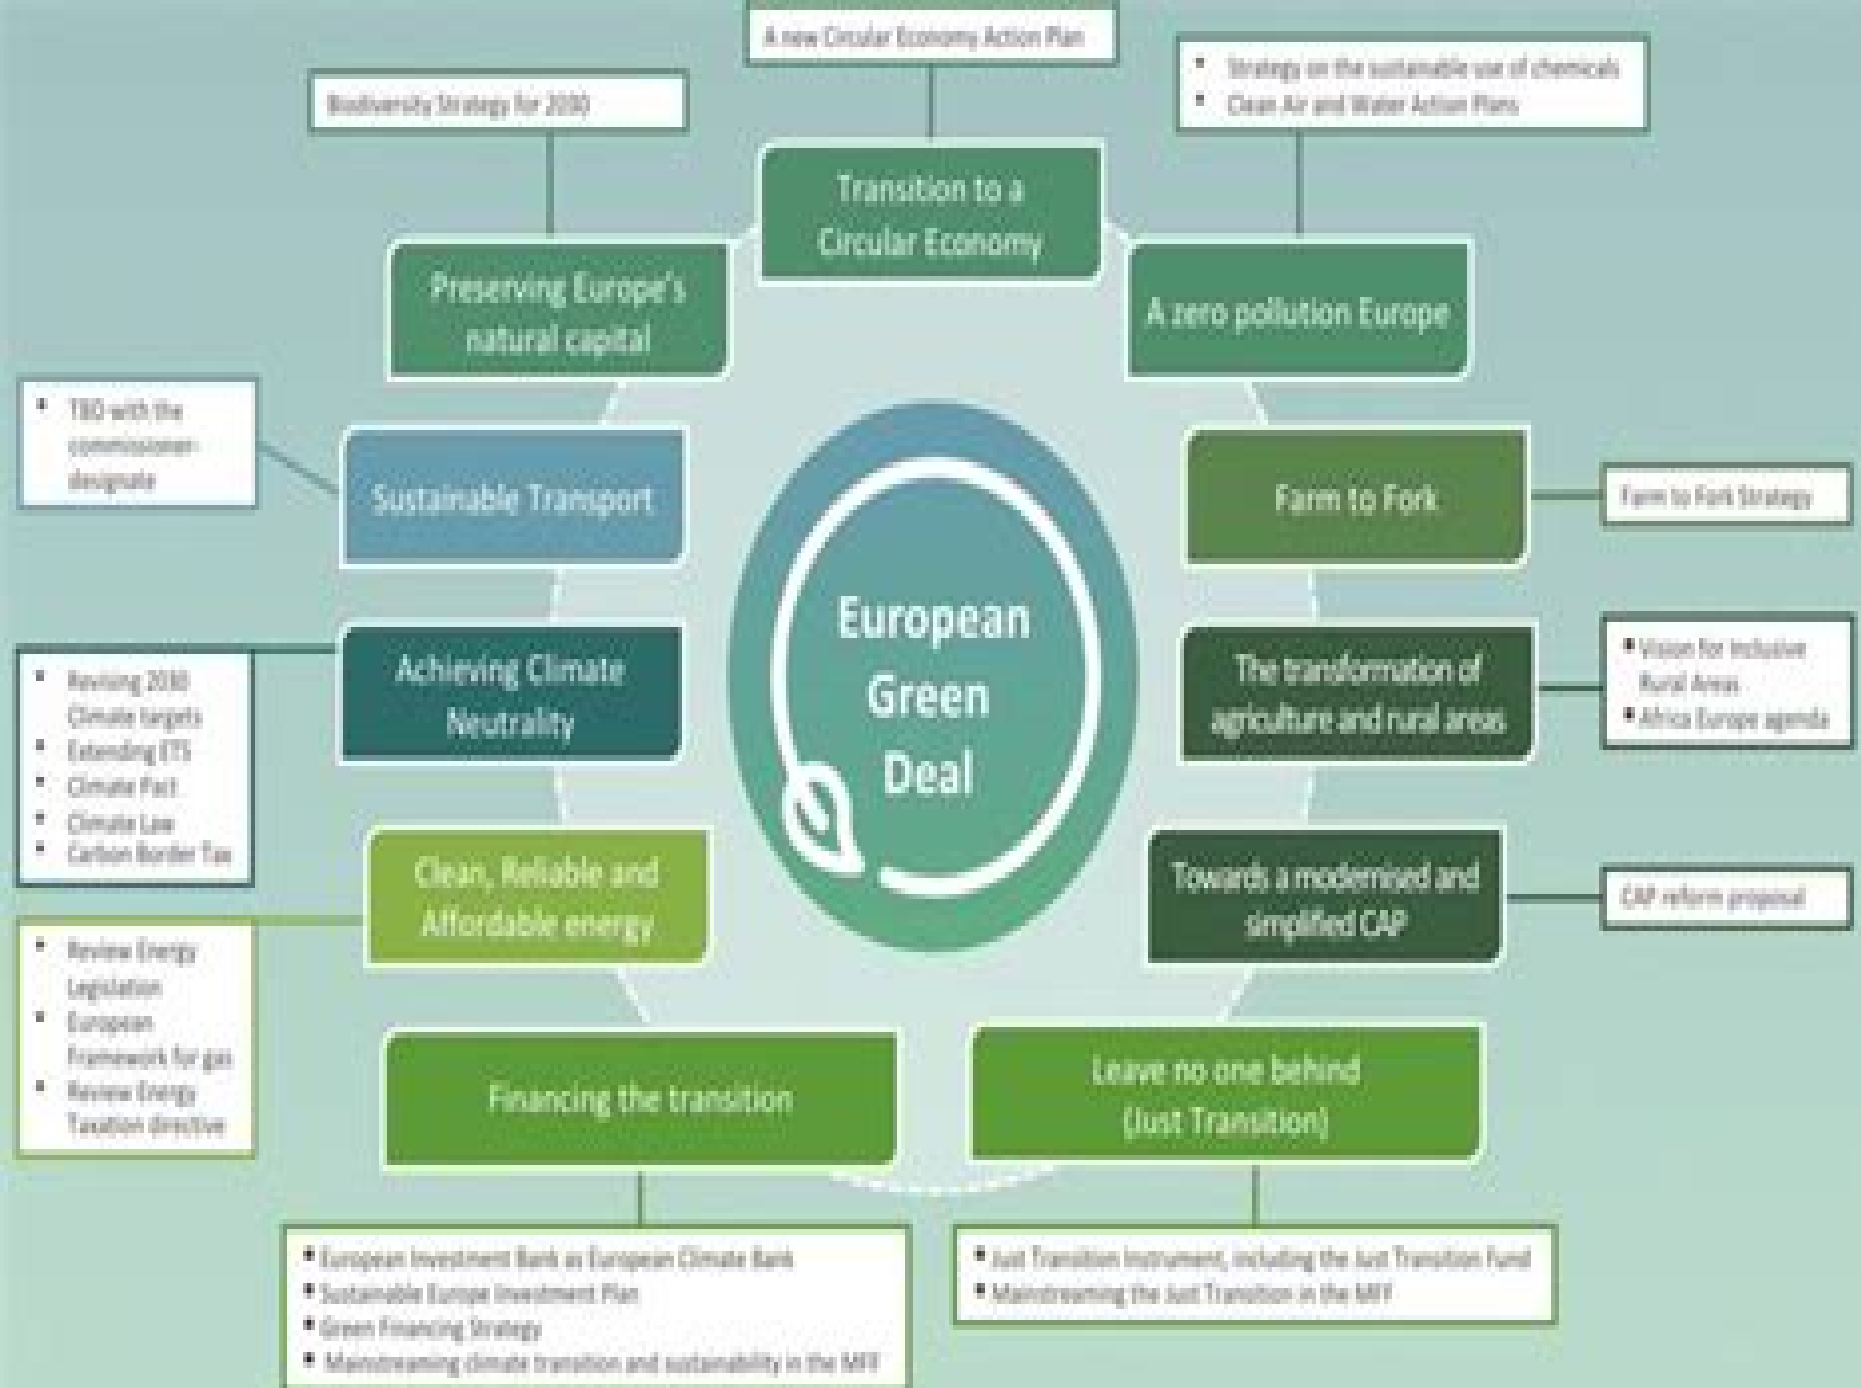 A new Circular Economy Action Plan
Biodiversity Strategy for 2030
• Strategy on the sustainable use of chemicals
• Clean Air and Water Action Plans
Transition to a
Circular Economy
Preserving Europe's
natural capital
A zero pollution Europe
• TBD with the
commissioner-
designate
Sustainable Transport
Farm to Fork
Farm to Fork Strategy
European
Green
Deal
Achieving Climate
Neutrality
• Revising 2030
Climate targets
• Extending ETS
• Climate Pact
• Climate Law
• Carbon Border Tax
The transformation of
agriculture and rural areas
• Vision for Inclusive
Rural Areas
• Africa Europe agenda
Clean, Reliable and
Affordable energy
• Review Energy
Legislation
• European
Framework for gas
• Review Energy
Taxation directive
Towards a modernised and
simplified CAP
CAP reform proposal
Financing the transition
Leave no one behind
(Just Transition)
• European Investment Bank as European Climate Bank
• Sustainable Europe Investment Plan
• Green Financing Strategy
• Mainstreaming climate transition and sustainability in the MFF
• Just Transition Instrument, including the Just Transition Fund
• Mainstreaming the Just Transition in the MFF